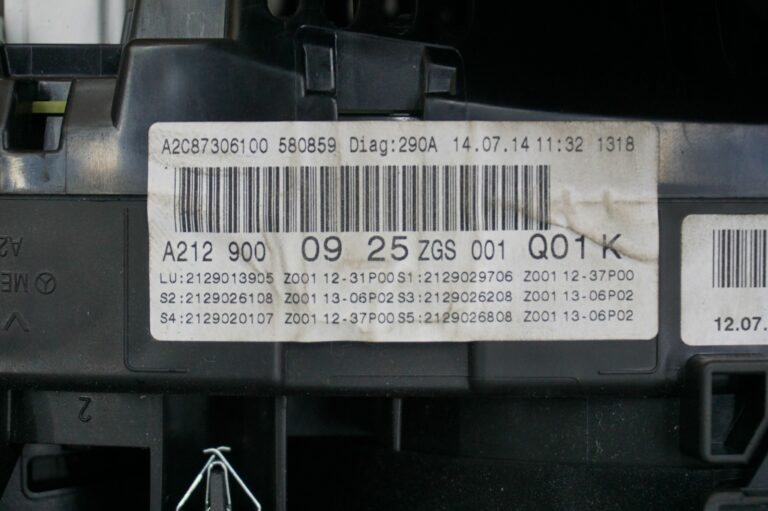 A2C87306100 580859 Diag:290A 14.07.14 11:32 1318
A212 900 09 25 ZGS 001 Q01 K
LU:2129013905 Z001 12-31P00 S1:2129029706 Z001 12-37P00
S2:2129026108 Z001 13-06P02 S3:2129026208 Z001 13-06P02
S4:2129020107 Z001 12-37P00 S5:2129026808 Z001 13-06P02
12.07.
ME
A2
2